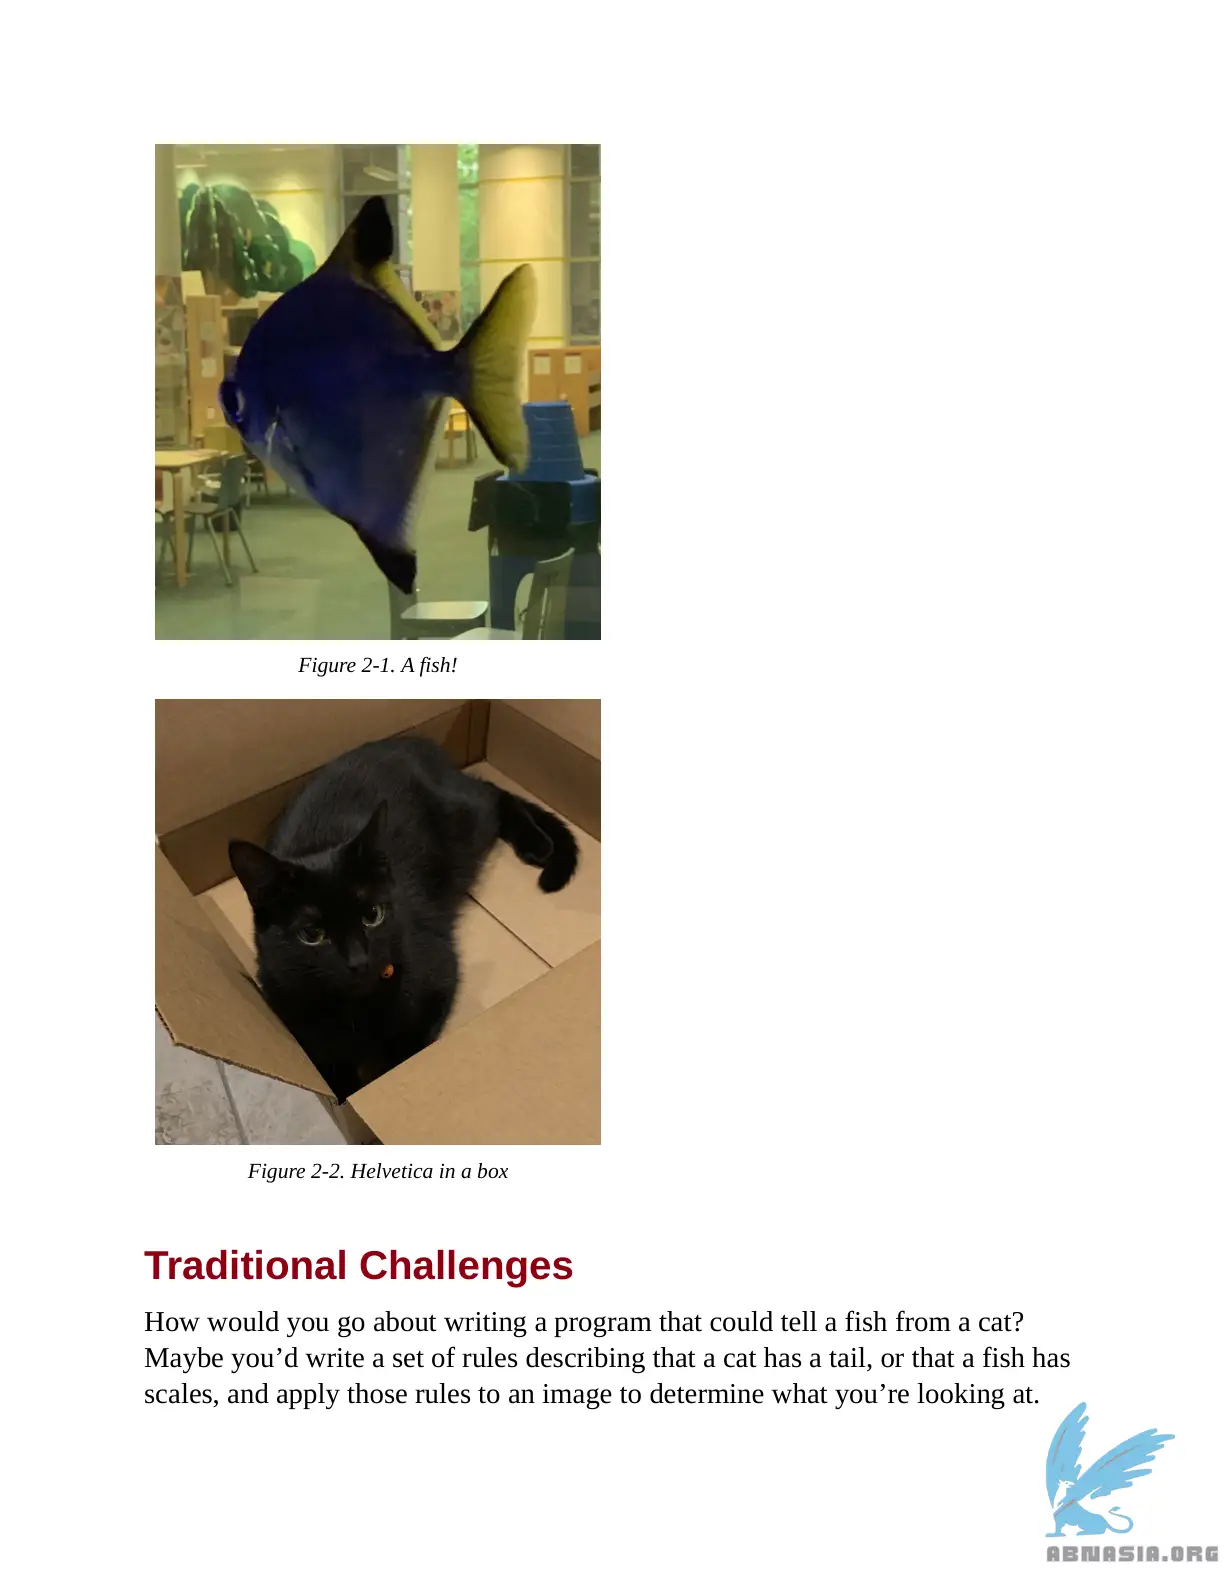 Figure 2-1. A fish!
Figure 2-2. Helvetica in a box
Traditional Challenges
How would you go about writing a program that could tell a fish from a cat?
Maybe you’d write a set of rules describing that a cat has a tail, or that a fish has
scales, and apply those rules to an image to determine what you’re looking at.
ABNASIA.ORG